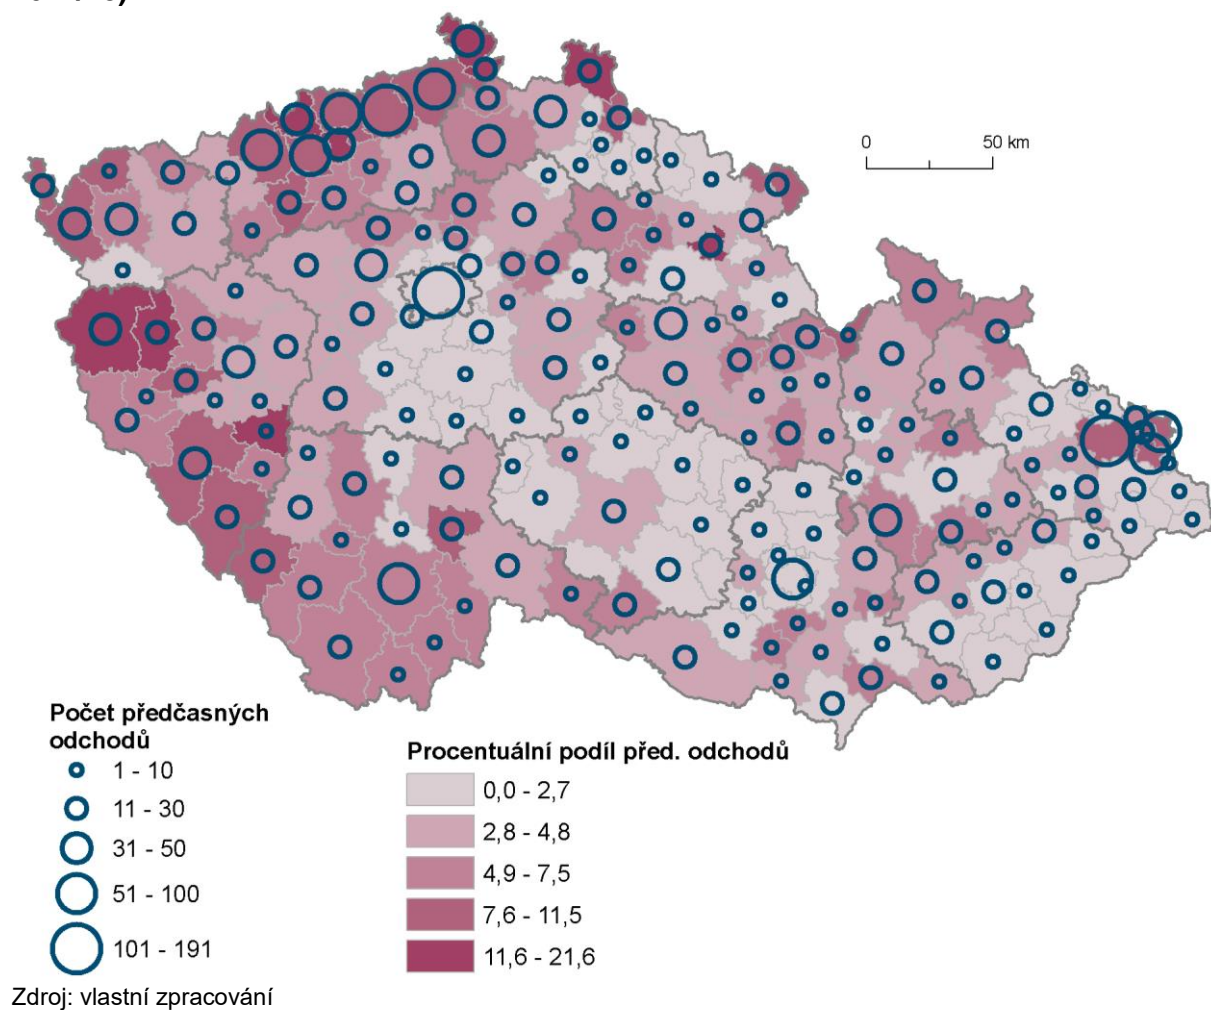 0 50 km
Počet předčasných
odchodů
1 - 10
11 - 30
31 - 50
51 - 100
101 - 191
Procentuální podíl před. odchodů
0,0 - 2,7
2,8 - 4,8
4,9 - 7,5
7,6 - 11,5
11,6 - 21,6
Zdroj: vlastní zpracování